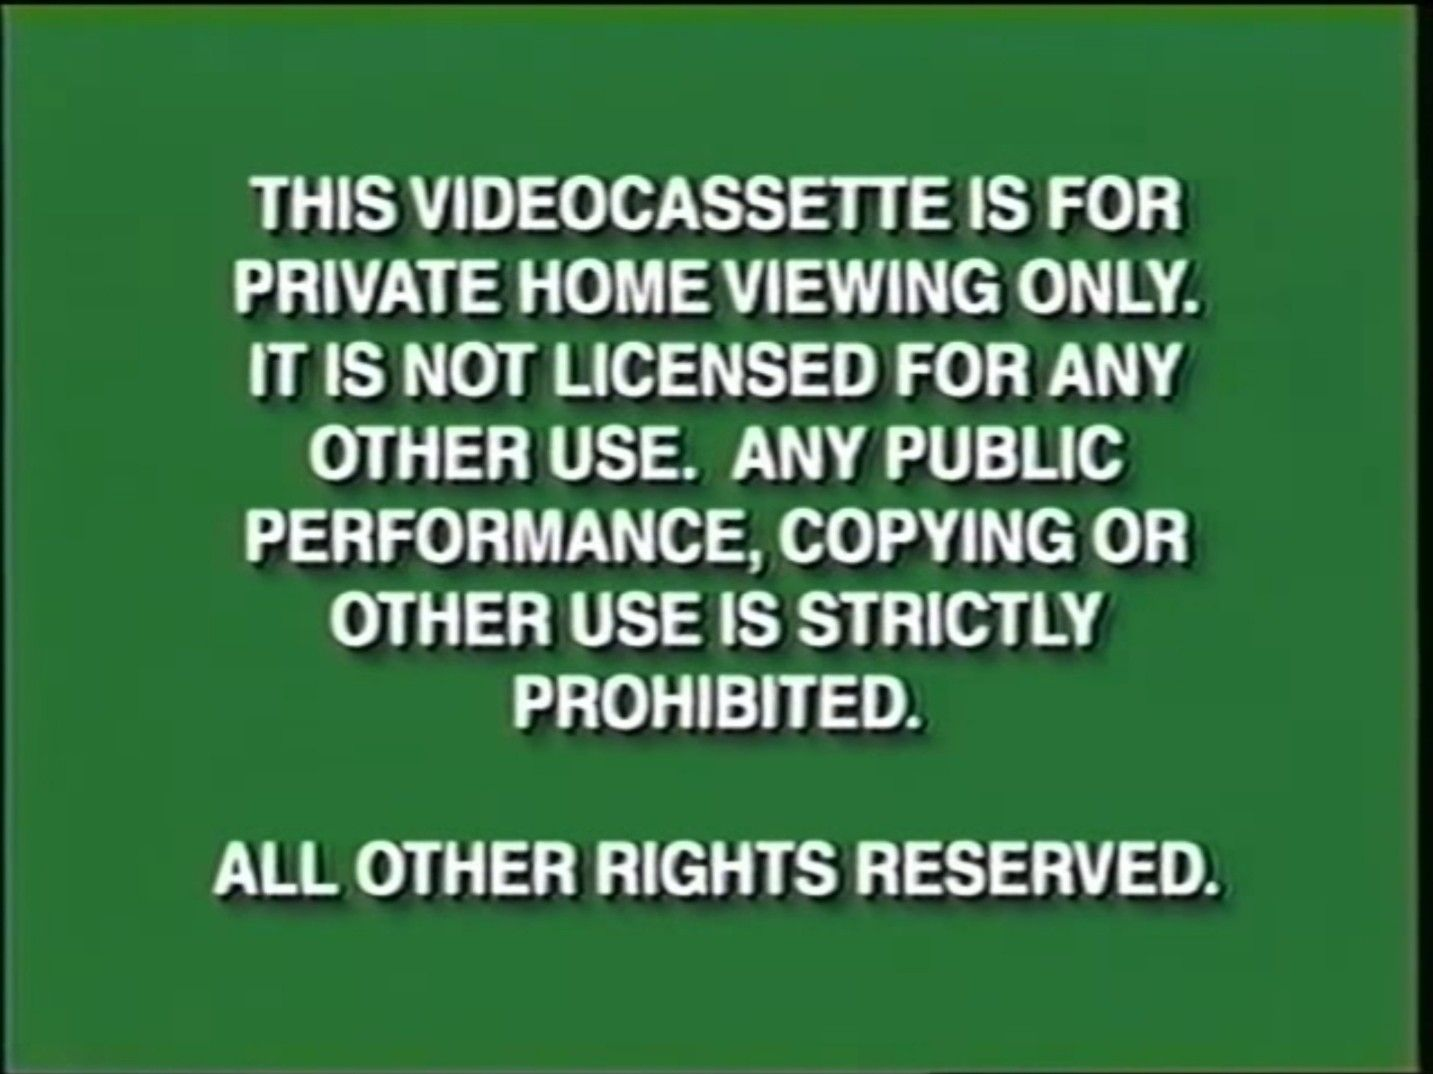 THIS VIDEOCASSETTE IS FOR
PRIVATE HOME VIEWING ONLY.
IT IS NOT LICENSED FOR ANY
OTHER USE.  ANY PUBLIC
PERFORMANCE, COPYING OR
OTHER USE IS STRICTLY
PROHIBITED.
ALL OTHER RIGHTS RESERVED.